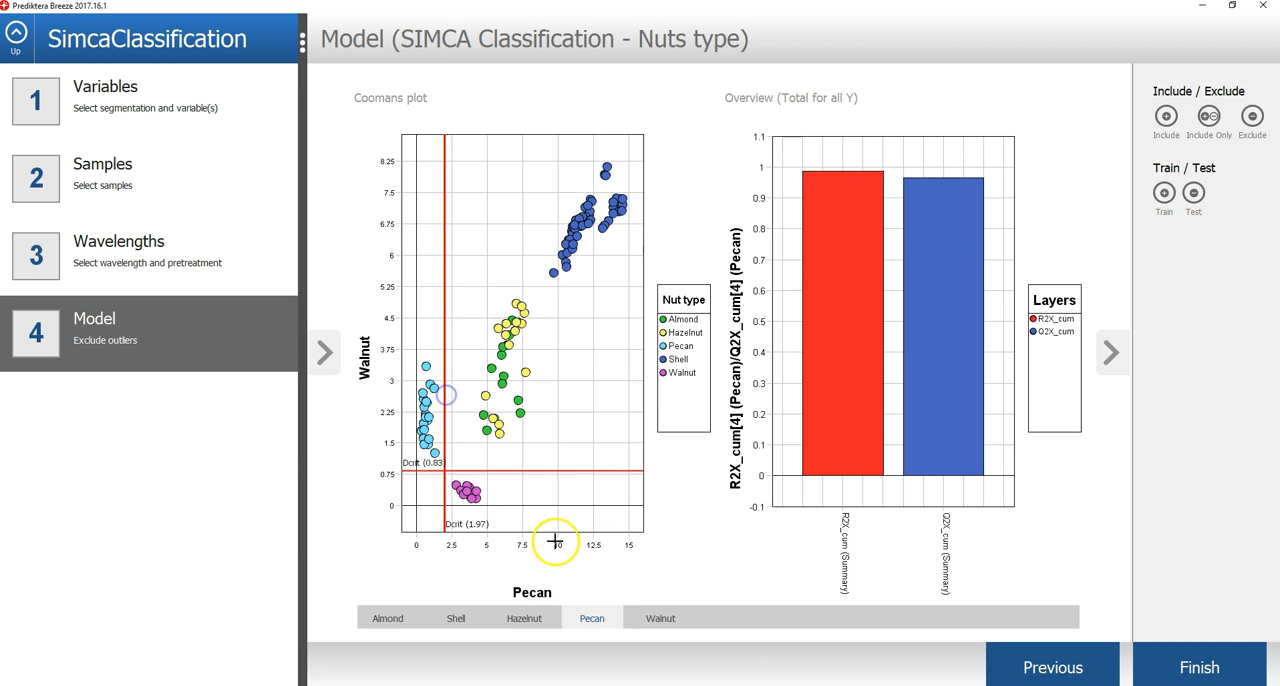 Prediktera Breeze 2017.16.1
Up
SimcaClassification
Model (SIMCA Classification - Nuts type)
1
Variables
Select segmentation and variable(s)
2
Samples
Select samples
3
Wavelengths
Select wavelength and pretreatment
4
Model
Exclude outliers
Coomans plot
8.25
7.5
6.75
6
5.25
4.5
3.75
3
2.25
1.5
0.75
0
Walnut
Dcrit (0.83)
Dcrit (1.97)
0 2.5 5 7.5 10 12.5 15
Pecan
Nut type
Almond
Hazelnut
Pecan
Shell
Walnut
Overview (Total for all Y)
1.1
1
0.9
0.8
0.7
0.6
0.5
0.4
0.3
0.2
0.1
0
-0.1
R2X_cum[4] (Pecan)/Q2X_cum[4] (Pecan)
R2X_cum (Summary)
Q2X_cum (Summary)
Layers
R2X_cum
Q2X_cum
Almond Shell Hazelnut Pecan Walnut
Include / Exclude
Include Include Only Exclude
Train / Test
Train Test
Previous Finish